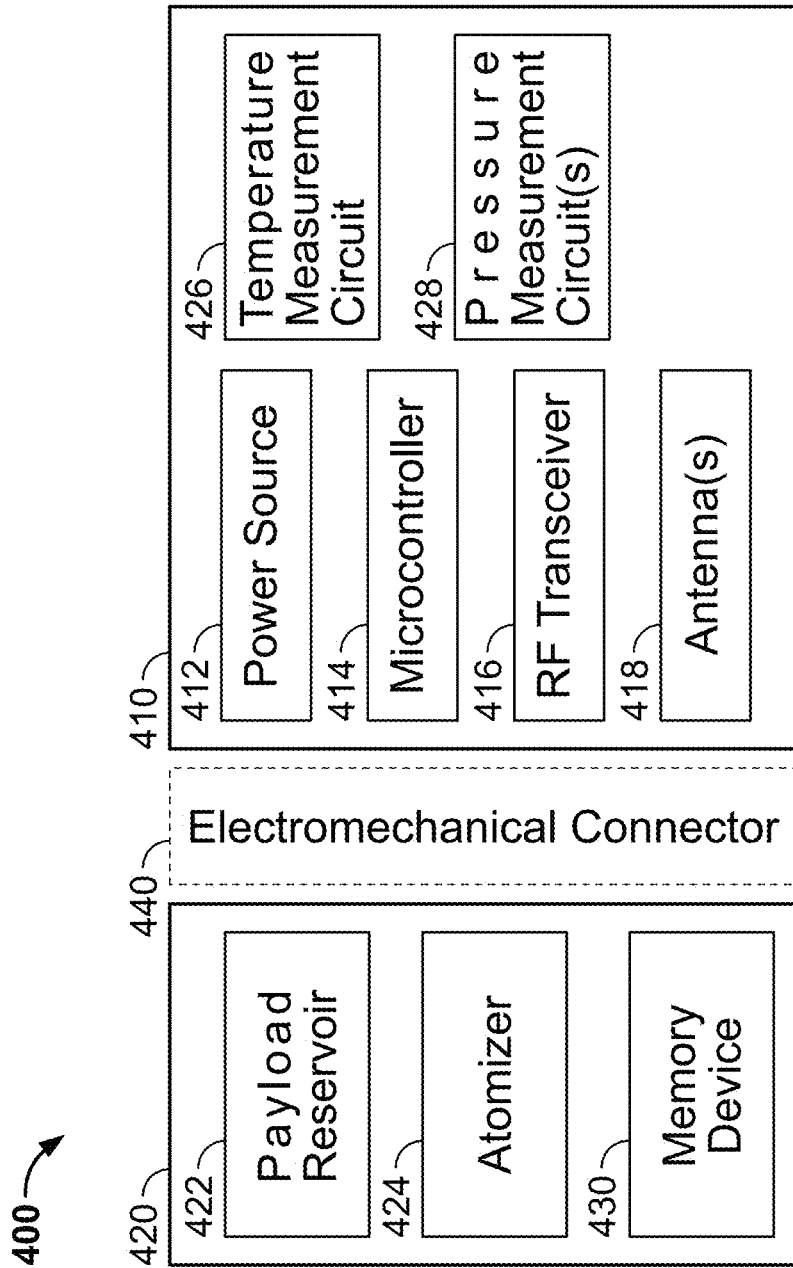 400
420
422
Payload
Reservoir
424
Atomizer
430
Memory
Device
440
Electromechanical Connector
410
412
Power Source
414
Microcontroller
416
RF Transceiver
418
Antenna(s)
426
Temperature
Measurement
Circuit
428
Pressure
Measurement
Circuit(s)